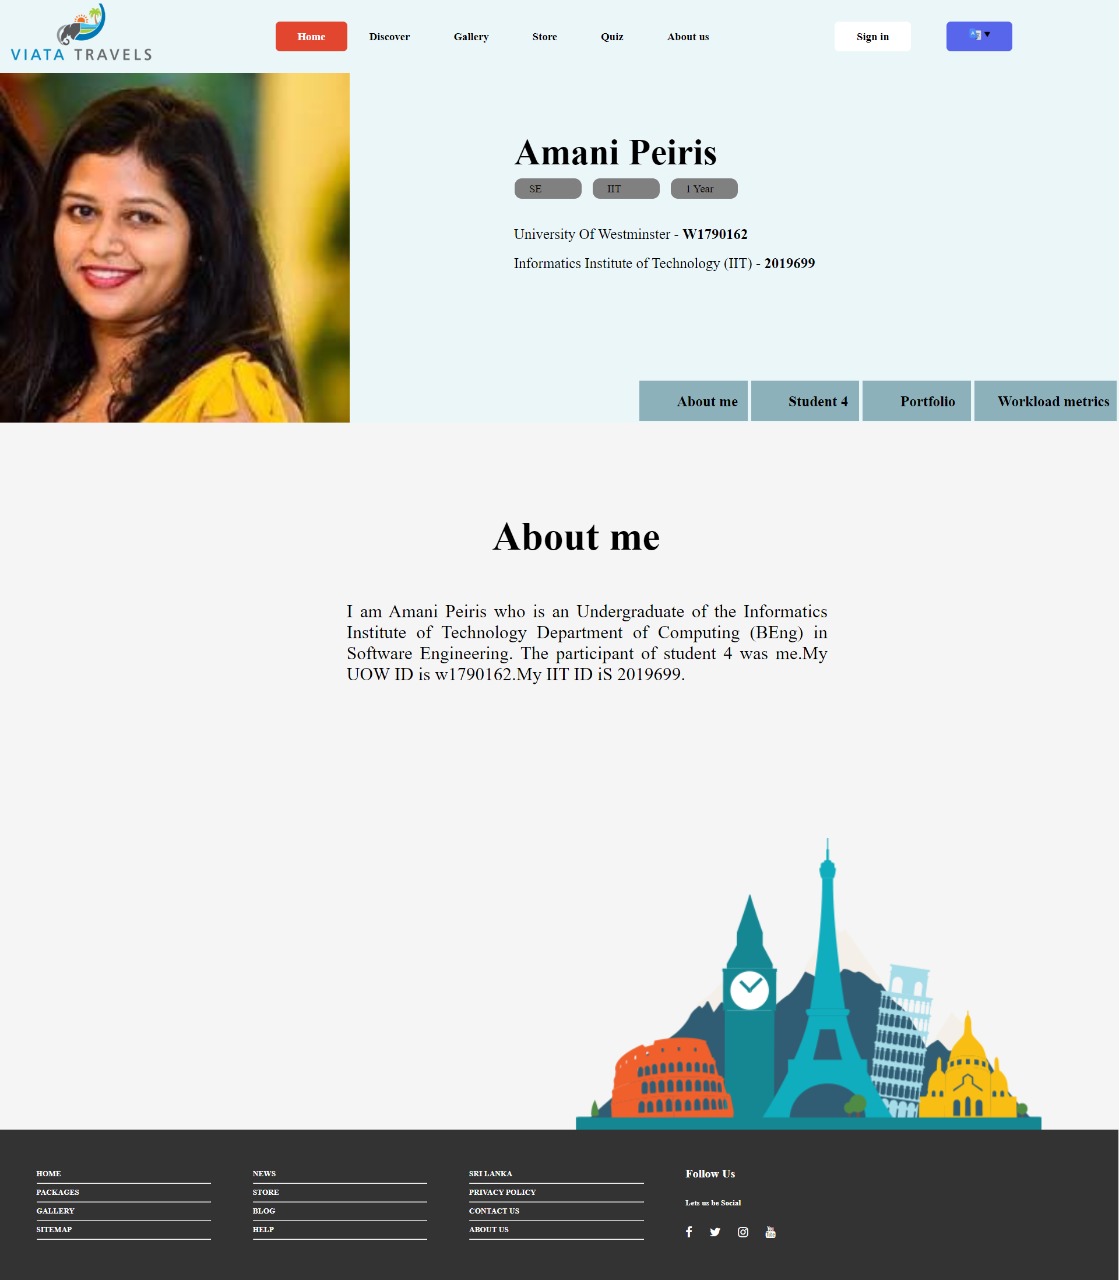 VIATA TRAVELS
Home Discover Gallery Store Quiz About us Sign in
Amani Peiris
SE IIT 1 Year
University Of Westminster - W1790162
Informatics Institute of Technology (IIT) - 2019699
About me Student 4 Portfolio Workload metrics
About me
I am Amani Peiris who is an Undergraduate of the Informatics
Institute of Technology Department of Computing (BEng) in
Software Engineering. The participant of student 4 was me.My
UOW ID is w1790162.My IIT ID iS 2019699.
HOME NEWS SRI LANKA Follow Us
PACKAGES STORE PRIVACY POLICY
Lets us be Social
GALLERY BLOG CONTACT US
SITEMAP HELP ABOUT US